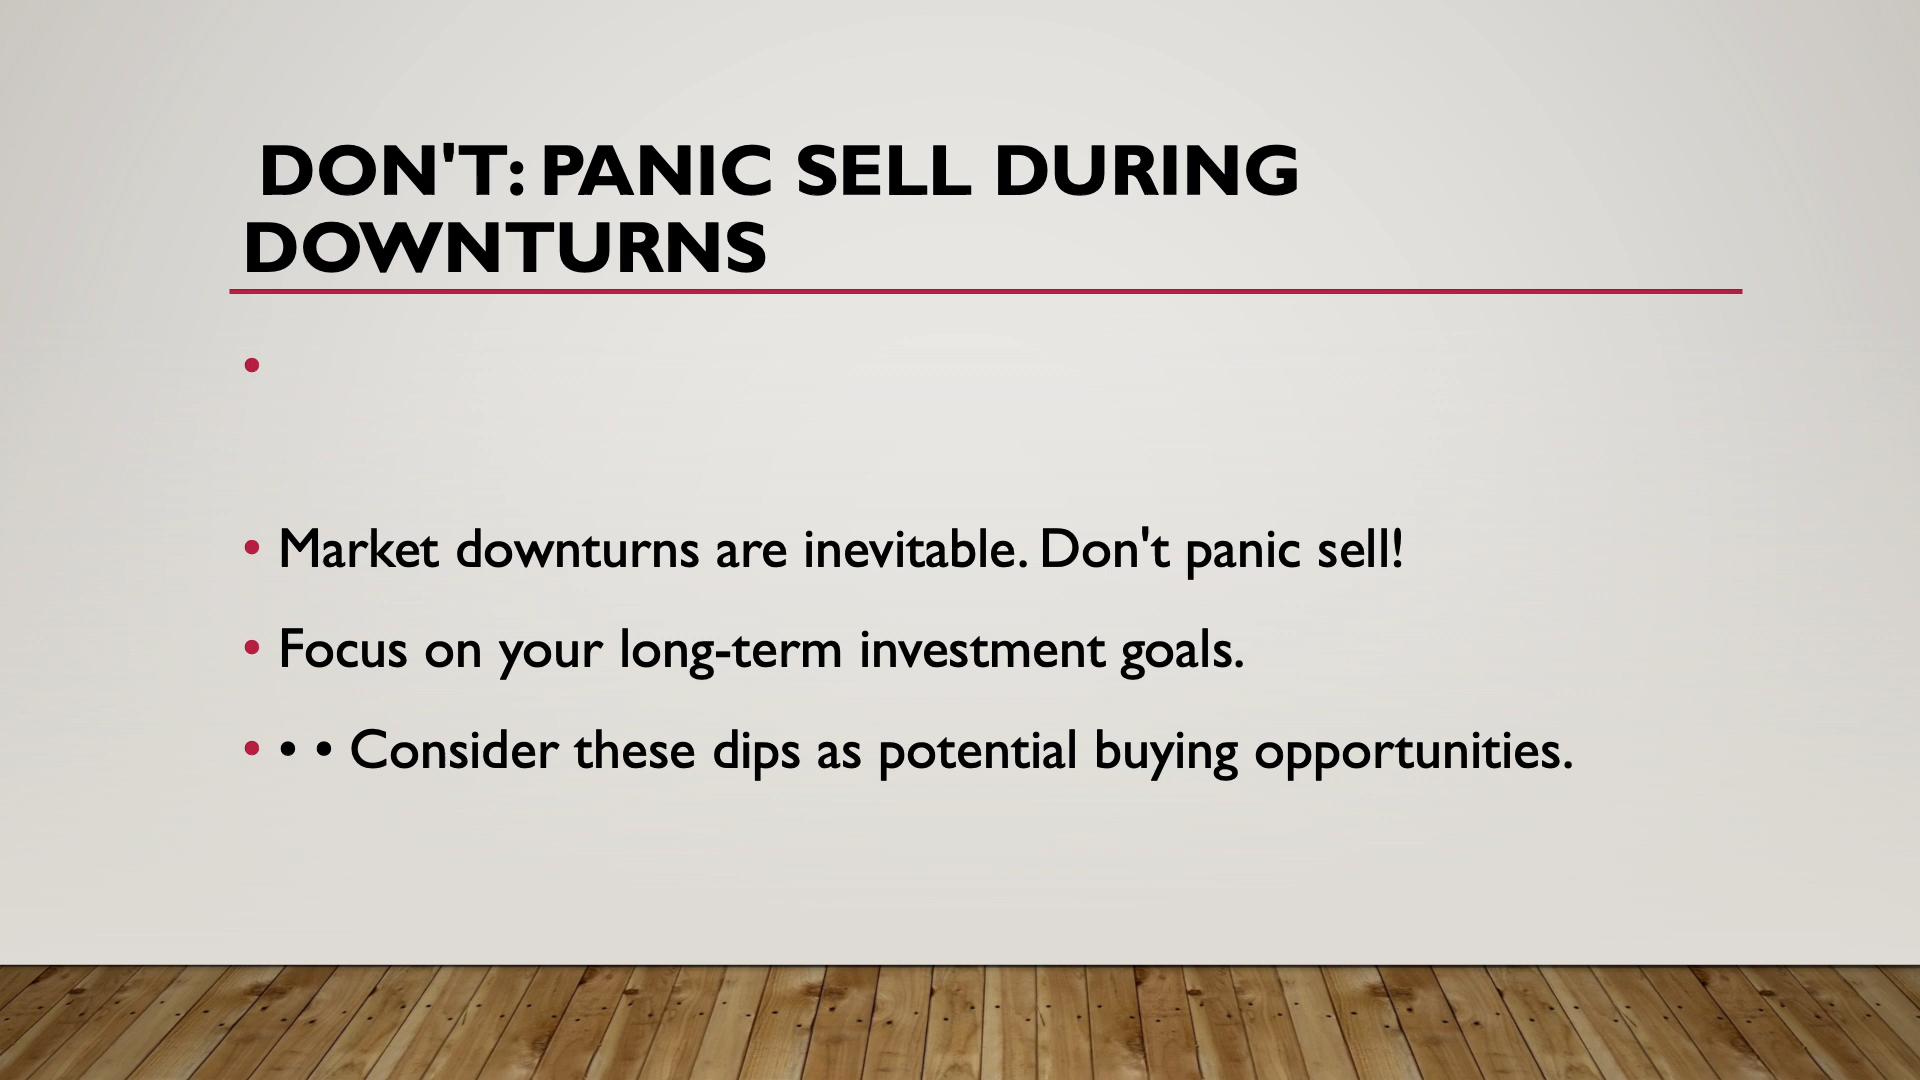 DON'T: PANIC SELL DURING
DOWNTURNS
•
• Market downturns are inevitable. Don't panic sell!
• Focus on your long-term investment goals.
• • • Consider these dips as potential buying opportunities.